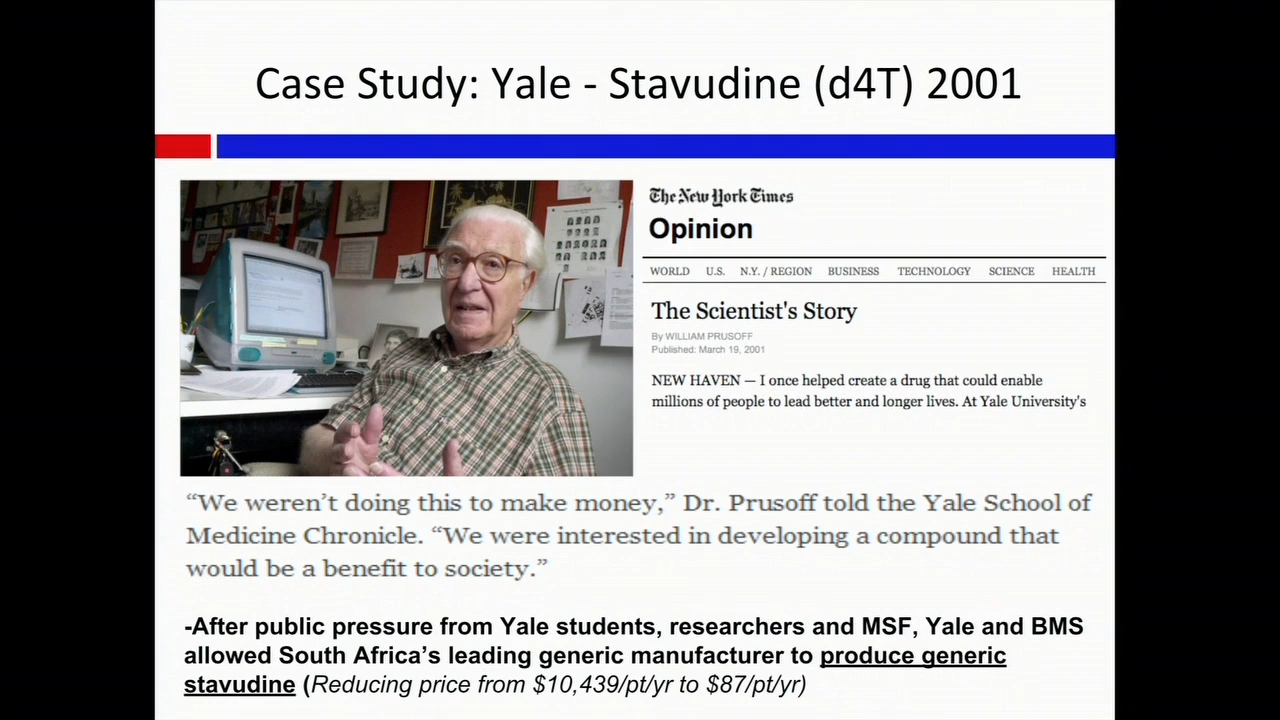 Case Study: Yale - Stavudine (d4T) 2001
The New York Times
Opinion
WORLD U.S. N.Y. / REGION BUSINESS TECHNOLOGY SCIENCE HEALTH
The Scientist's Story
By WILLIAM PRUSOFF
Published: March 19, 2001
NEW HAVEN — I once helped create a drug that could enable
millions of people to lead better and longer lives. At Yale University's
“We weren’t doing this to make money,” Dr. Prusoff told the Yale School of
Medicine Chronicle. “We were interested in developing a compound that
would be a benefit to society.”
-After public pressure from Yale students, researchers and MSF, Yale and BMS
allowed South Africa’s leading generic manufacturer to produce generic
stavudine (Reducing price from $10,439/pt/yr to $87/pt/yr)